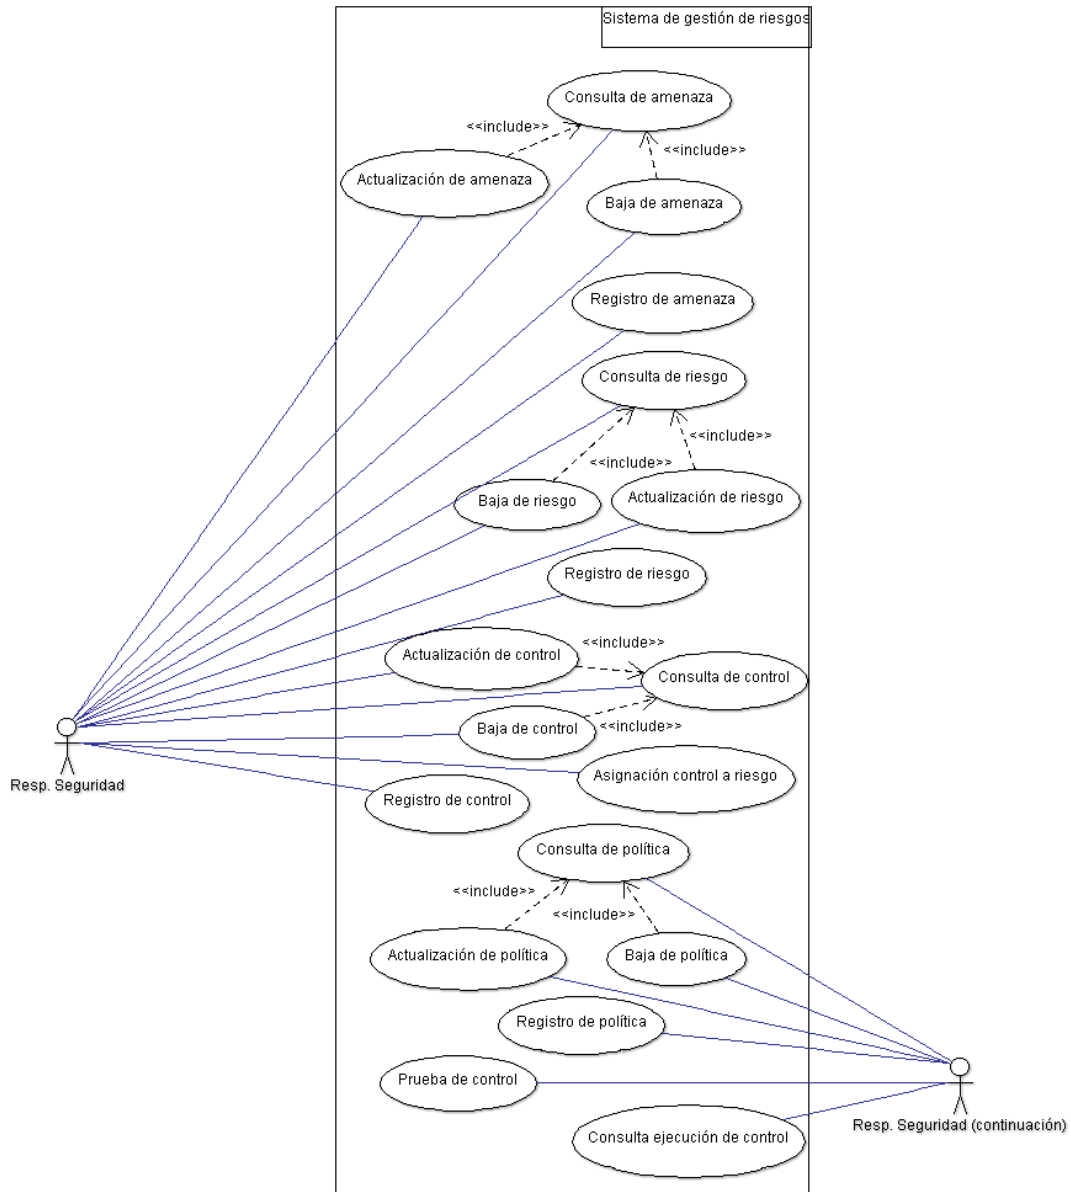 Sistema de gestión de riesgos
Consulta de amenaza
<<include>>
<<include>>
Actualización de amenaza
Baja de amenaza
Registro de amenaza
Consulta de riesgo
<<include>>
<<include>>
Baja de riesgo
Actualización de riesgo
Registro de riesgo
<<include>>
Actualización de control
Consulta de control
<<include>>
Baja de control
Asignación control a riesgo
Resp. Seguridad
Registro de control
Consulta de política
<<include>>
<<include>>
Actualización de política
Baja de política
Registro de política
Prueba de control
Resp. Seguridad (continuación)
Consulta ejecución de control